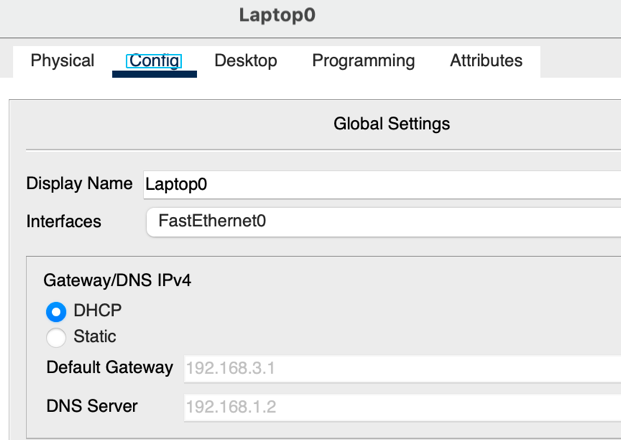 Laptop0
Physical Config Desktop Programming Attributes
Global Settings
Display Name Laptop0
Interfaces FastEthernet0
Gateway/DNS IPv4
DHCP
Static
Default Gateway 192.168.3.1
DNS Server 192.168.1.2